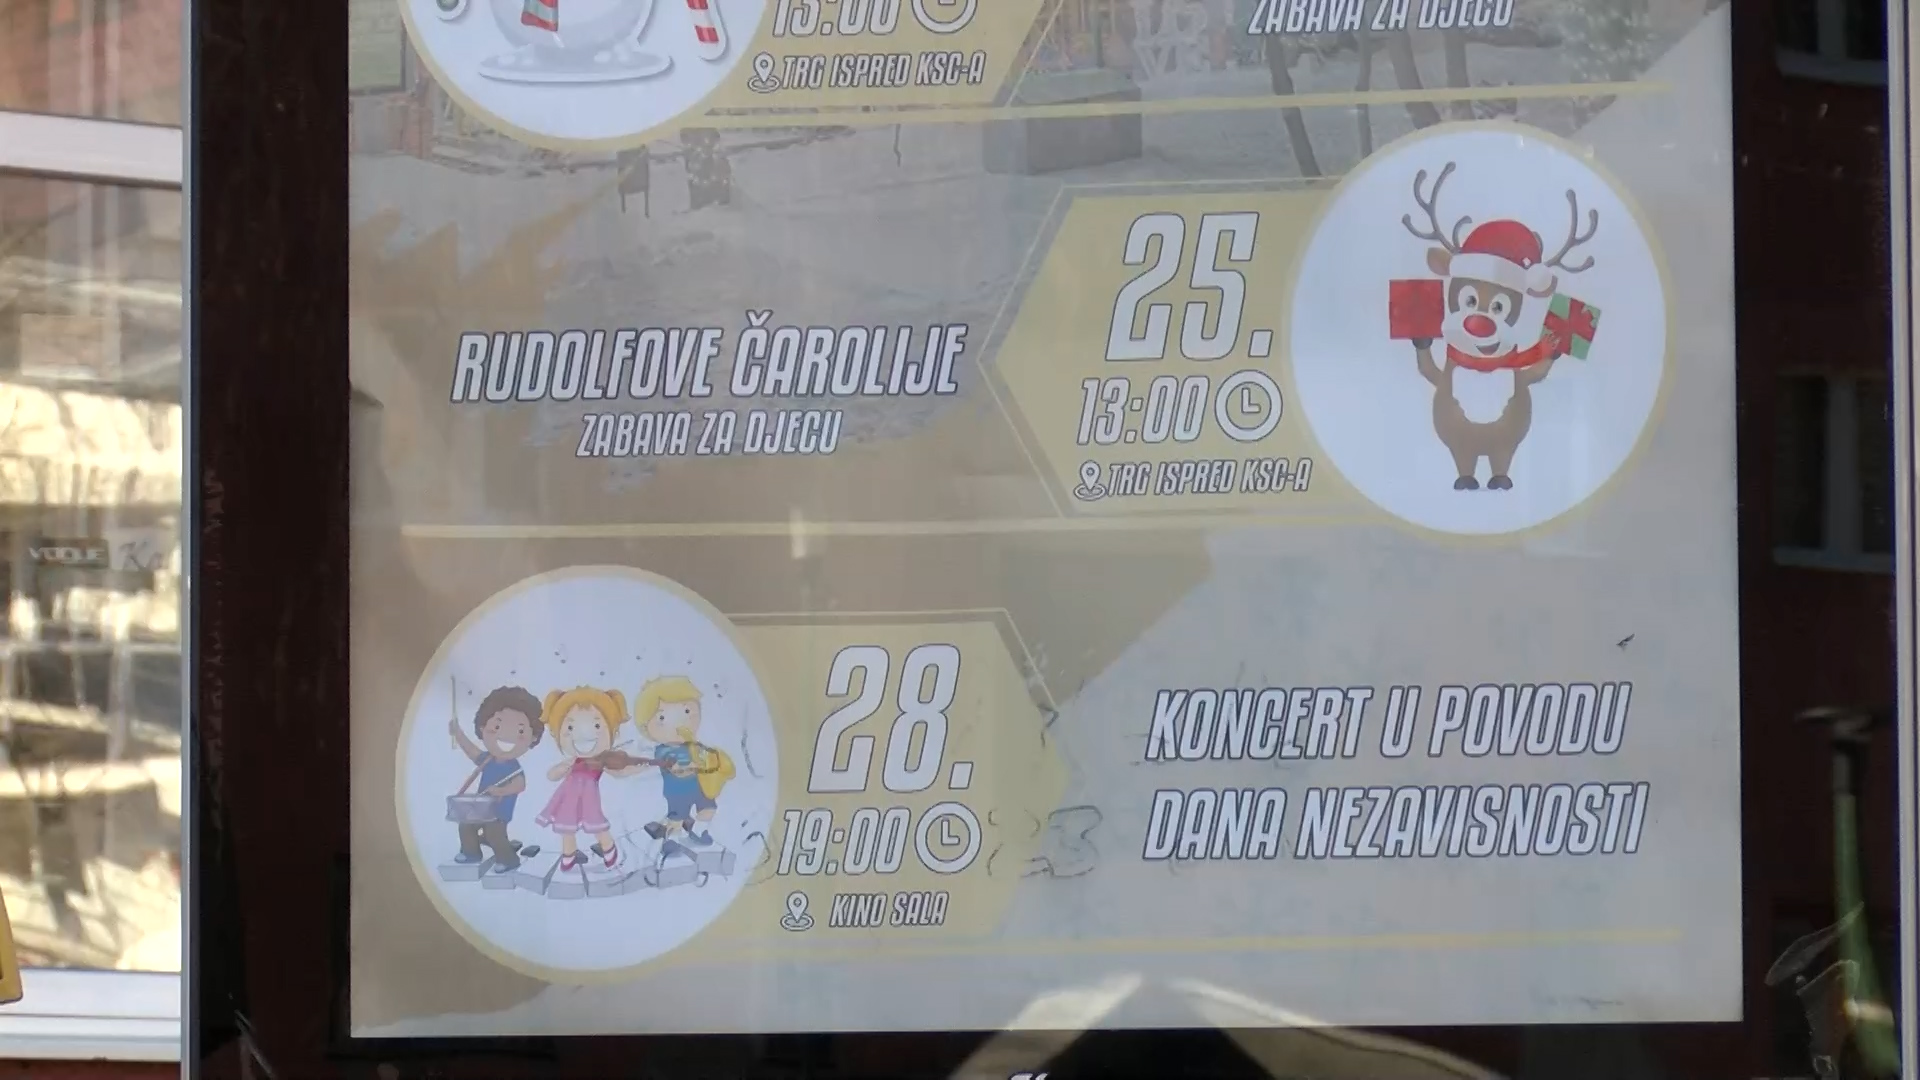 13:00
TRG ISPRED KSC-A
ZABAVA ZA DJECU
25.
RUDOLFOVE ČAROLIJE
13:00
ZABAVA ZA DJECU
TRG ISPRED KSC-A
28.
KONCERT U POVODU
19:00
DANA NEZAVISNOSTI
KINO SALA
VOGUE